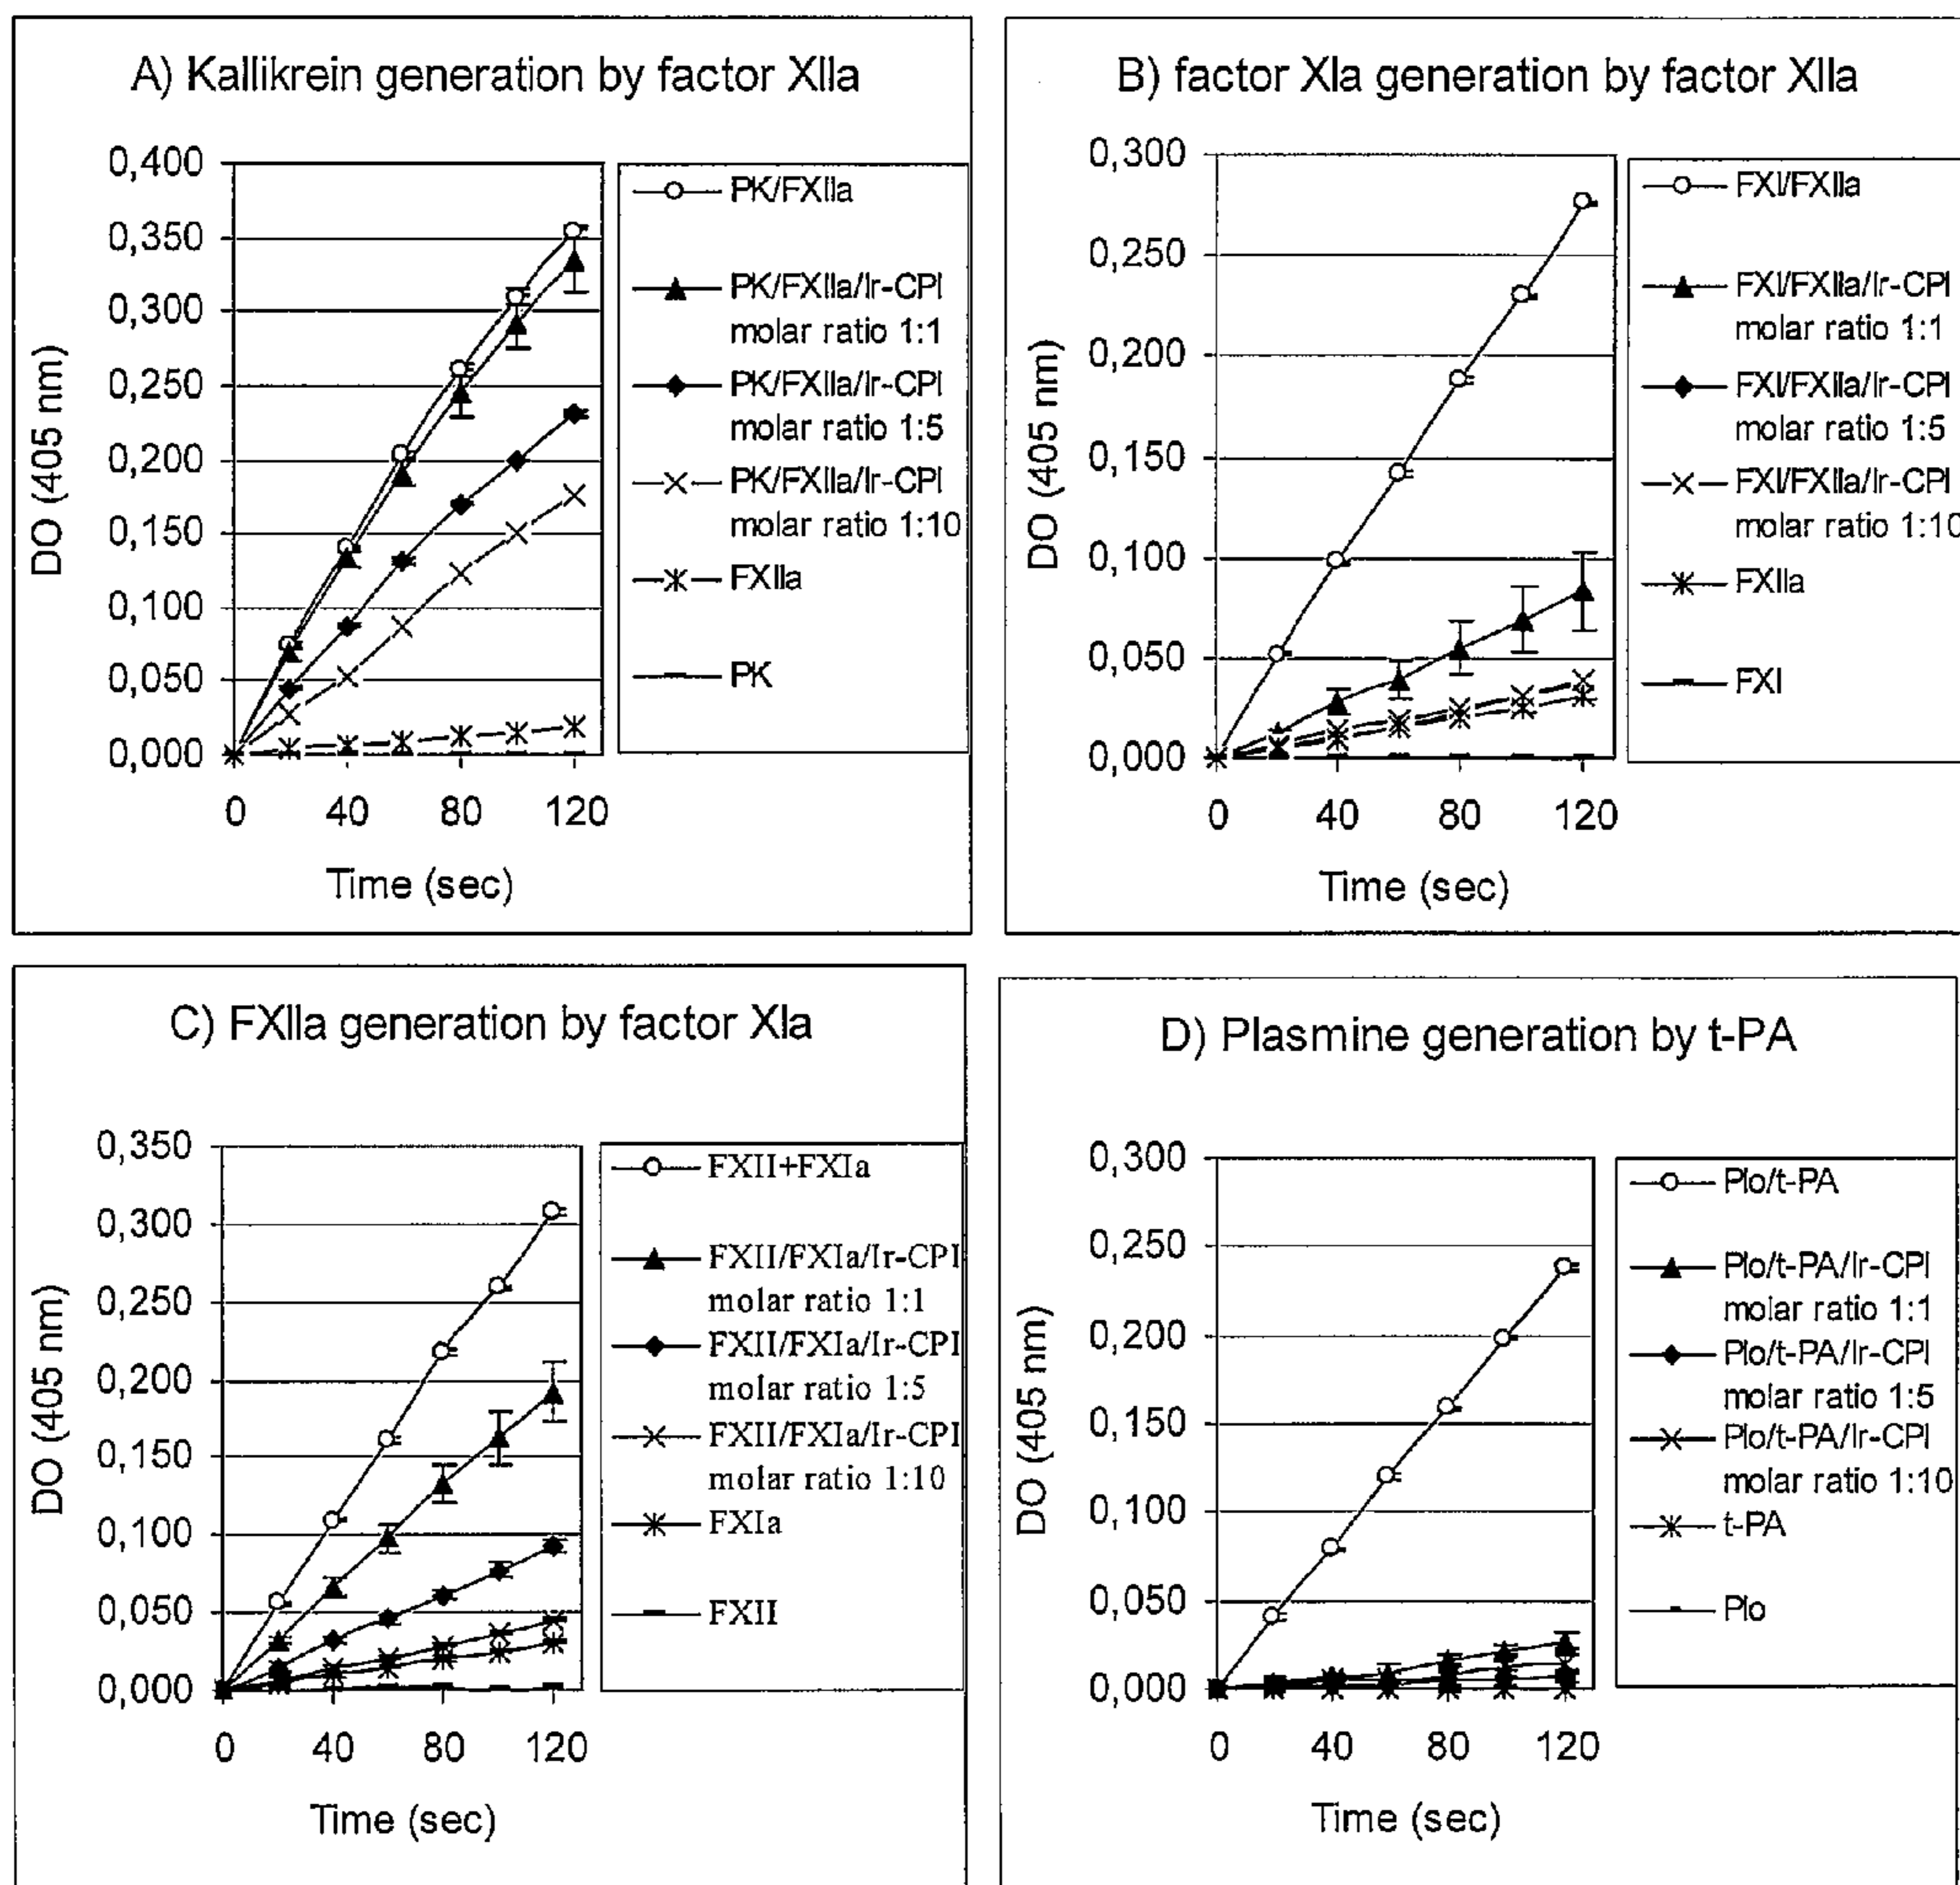 A) Kallikrein generation by factor XIIa
0,400
0,350
0,300
0,250
0,200
0,150
0,100
0,050
0,000
DO (405 nm)
0 40 80 120
Time (sec)
PK/FXIIa
PK/FXIIa/Ir-CPI
molar ratio 1:1
PK/FXIIa/Ir-CPI
molar ratio 1:5
PK/FXIIa/Ir-CPI
molar ratio 1:10
FXIIa
PK
B) factor XIa generation by factor XIIa
0,300
0,250
0,200
0,150
0,100
0,050
0,000
DO (405 nm)
0 40 80 120
Time (sec)
FXI/FXIIa
FXI/FXIIa/Ir-CPI
molar ratio 1:1
FXI/FXIIa/Ir-CPI
molar ratio 1:5
FXI/FXIIa/Ir-CPI
molar ratio 1:10
FXIIa
FXI
C) FXIIa generation by factor XIa
0,350
0,300
0,250
0,200
0,150
0,100
0,050
0,000
DO (405 nm)
0 40 80 120
Time (sec)
FXII+FXIa
FXII/FXIa/Ir-CPI
molar ratio 1:1
FXII/FXIa/Ir-CPI
molar ratio 1:5
FXII/FXIa/Ir-CPI
molar ratio 1:10
FXIa
FXII
D) Plasmine generation by t-PA
0,300
0,250
0,200
0,150
0,100
0,050
0,000
DO (405 nm)
0 40 80 120
Time (sec)
Plo/t-PA
Plo/t-PA/Ir-CPI
molar ratio 1:1
Plo/t-PA/Ir-CPI
molar ratio 1:5
Plo/t-PA/Ir-CPI
molar ratio 1:10
t-PA
Plo